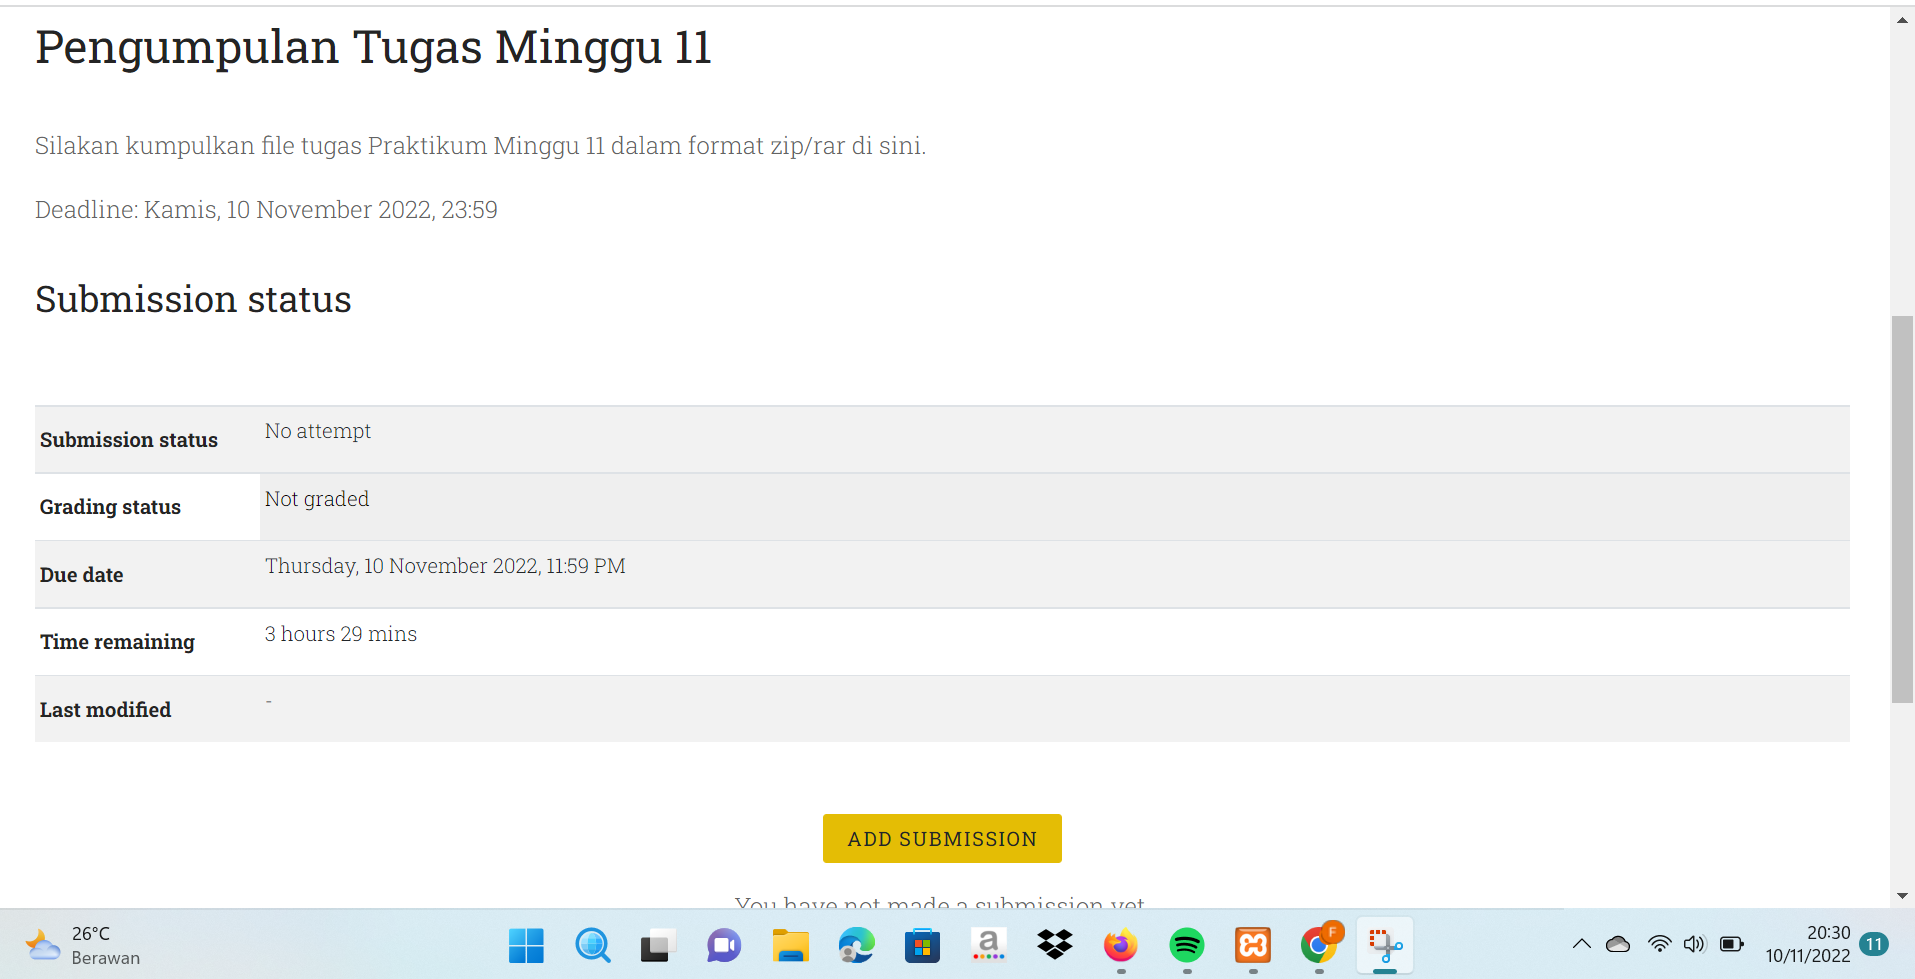 Pengumpulan Tugas Minggu 11
Silakan kumpulkan file tugas Praktikum Minggu 11 dalam format zip/rar di sini.
Deadline: Kamis, 10 November 2022, 23:59
Submission status
Submission status No attempt
Grading status Not graded
Due date Thursday, 10 November 2022, 11:59 PM
Time remaining 3 hours 29 mins
Last modified -
ADD SUBMISSION
You have not made a submission yet
26°C
Berawan
a
F
20:30
10/11/2022
11